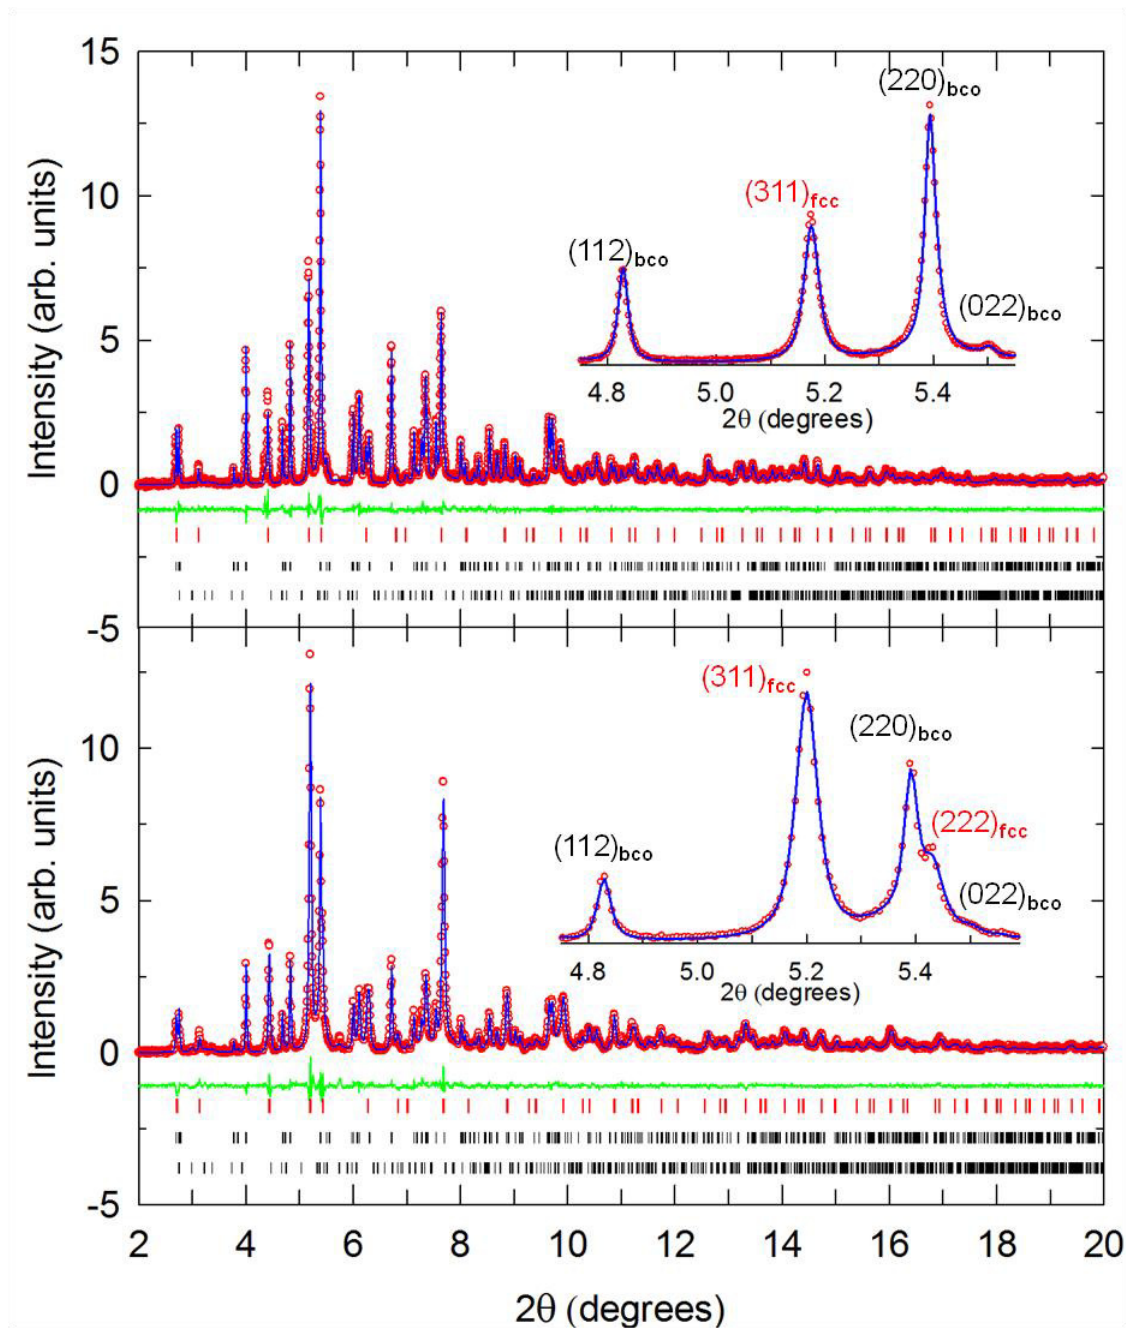 15
10
5
0
-5
Intensity (arb. units)
(220)bco
(311)fcc
(112)bco
(022)bco
4.8 5.0 5.2 5.4
2θ (degrees)
10
5
0
-5
Intensity (arb. units)
(311)fcc
(220)bco
(222)fcc
(112)bco
(022)bco
4.8 5.0 5.2 5.4
2θ (degrees)
2 4 6 8 10 12 14 16 18 20
2θ (degrees)